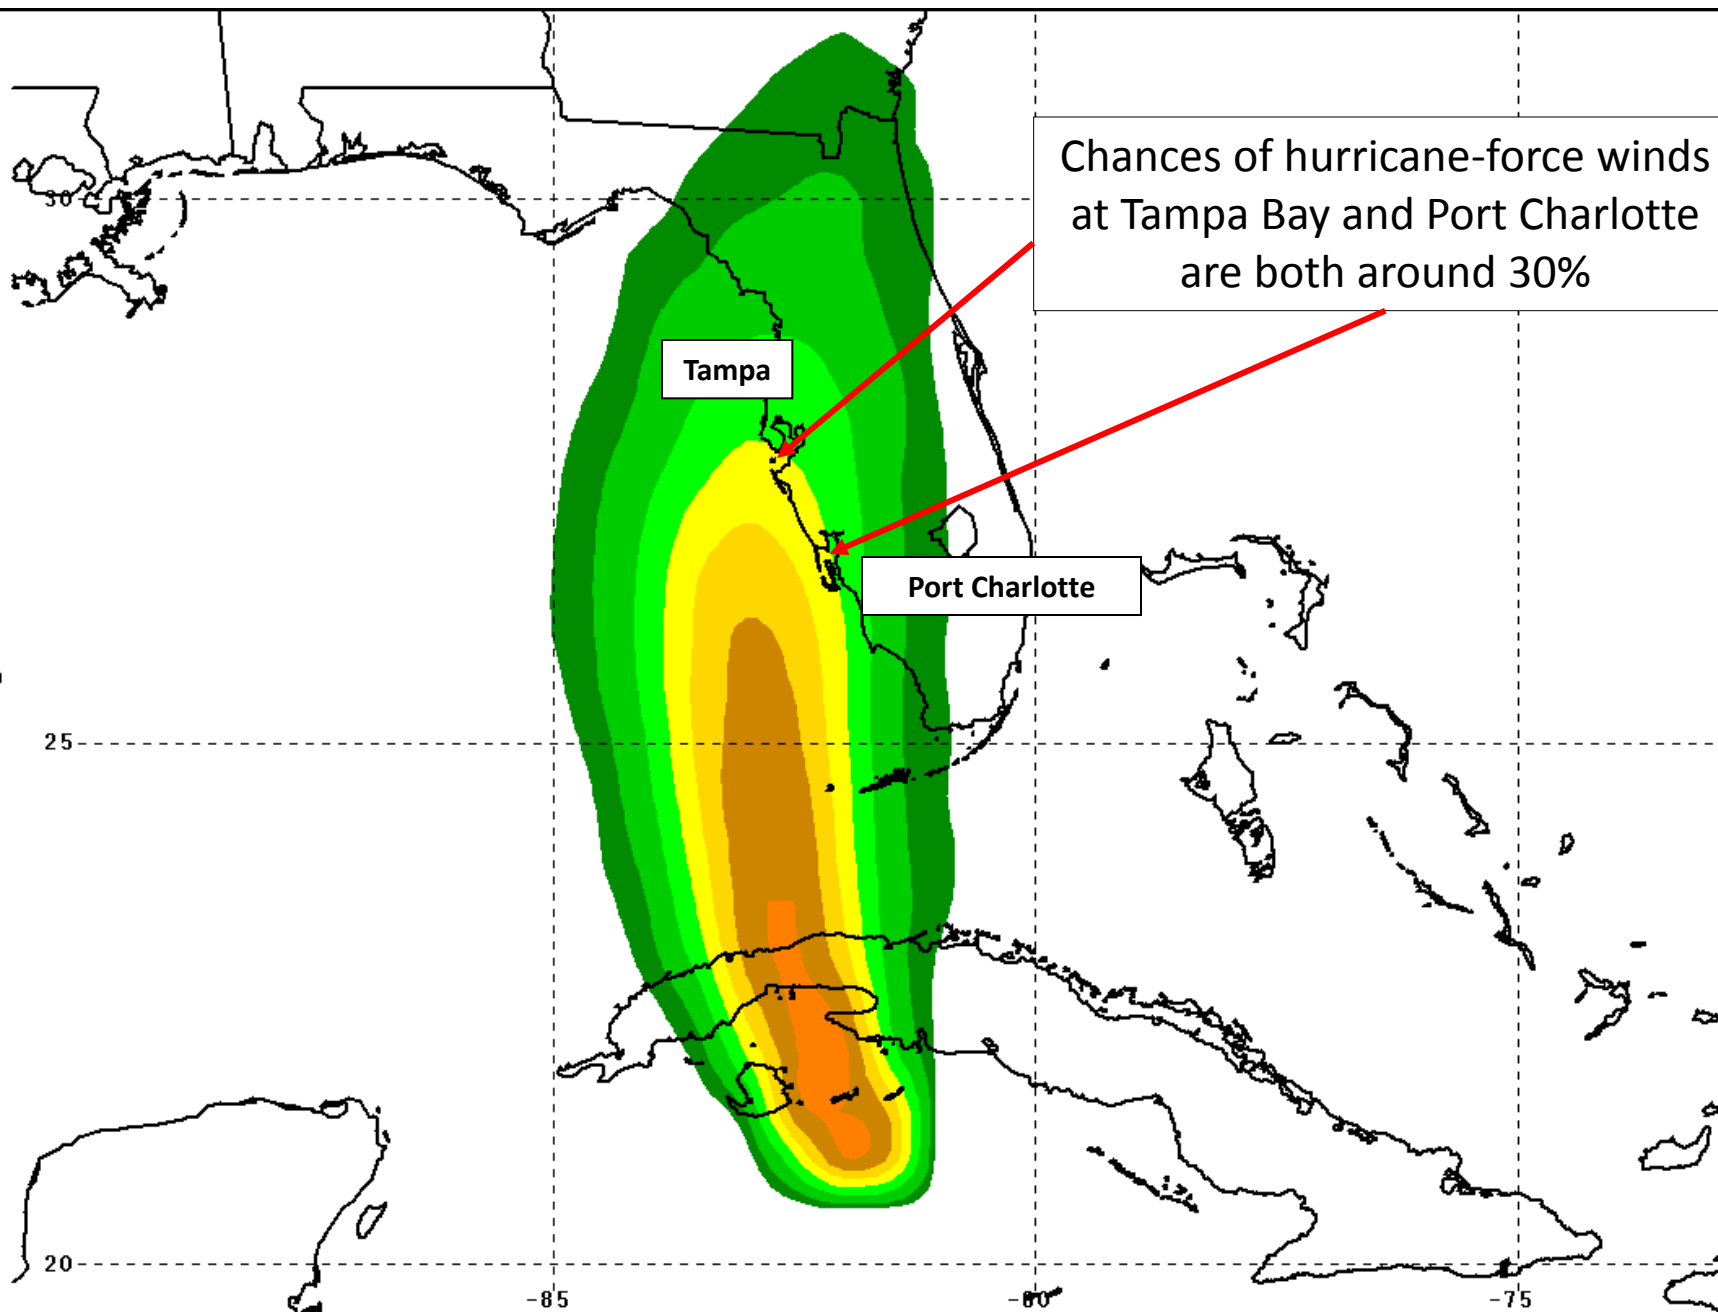 Chances of hurricane-force winds
at Tampa Bay and Port Charlotte
are both around 30%
30
Tampa
Port Charlotte
25
20
-85
-80
-75